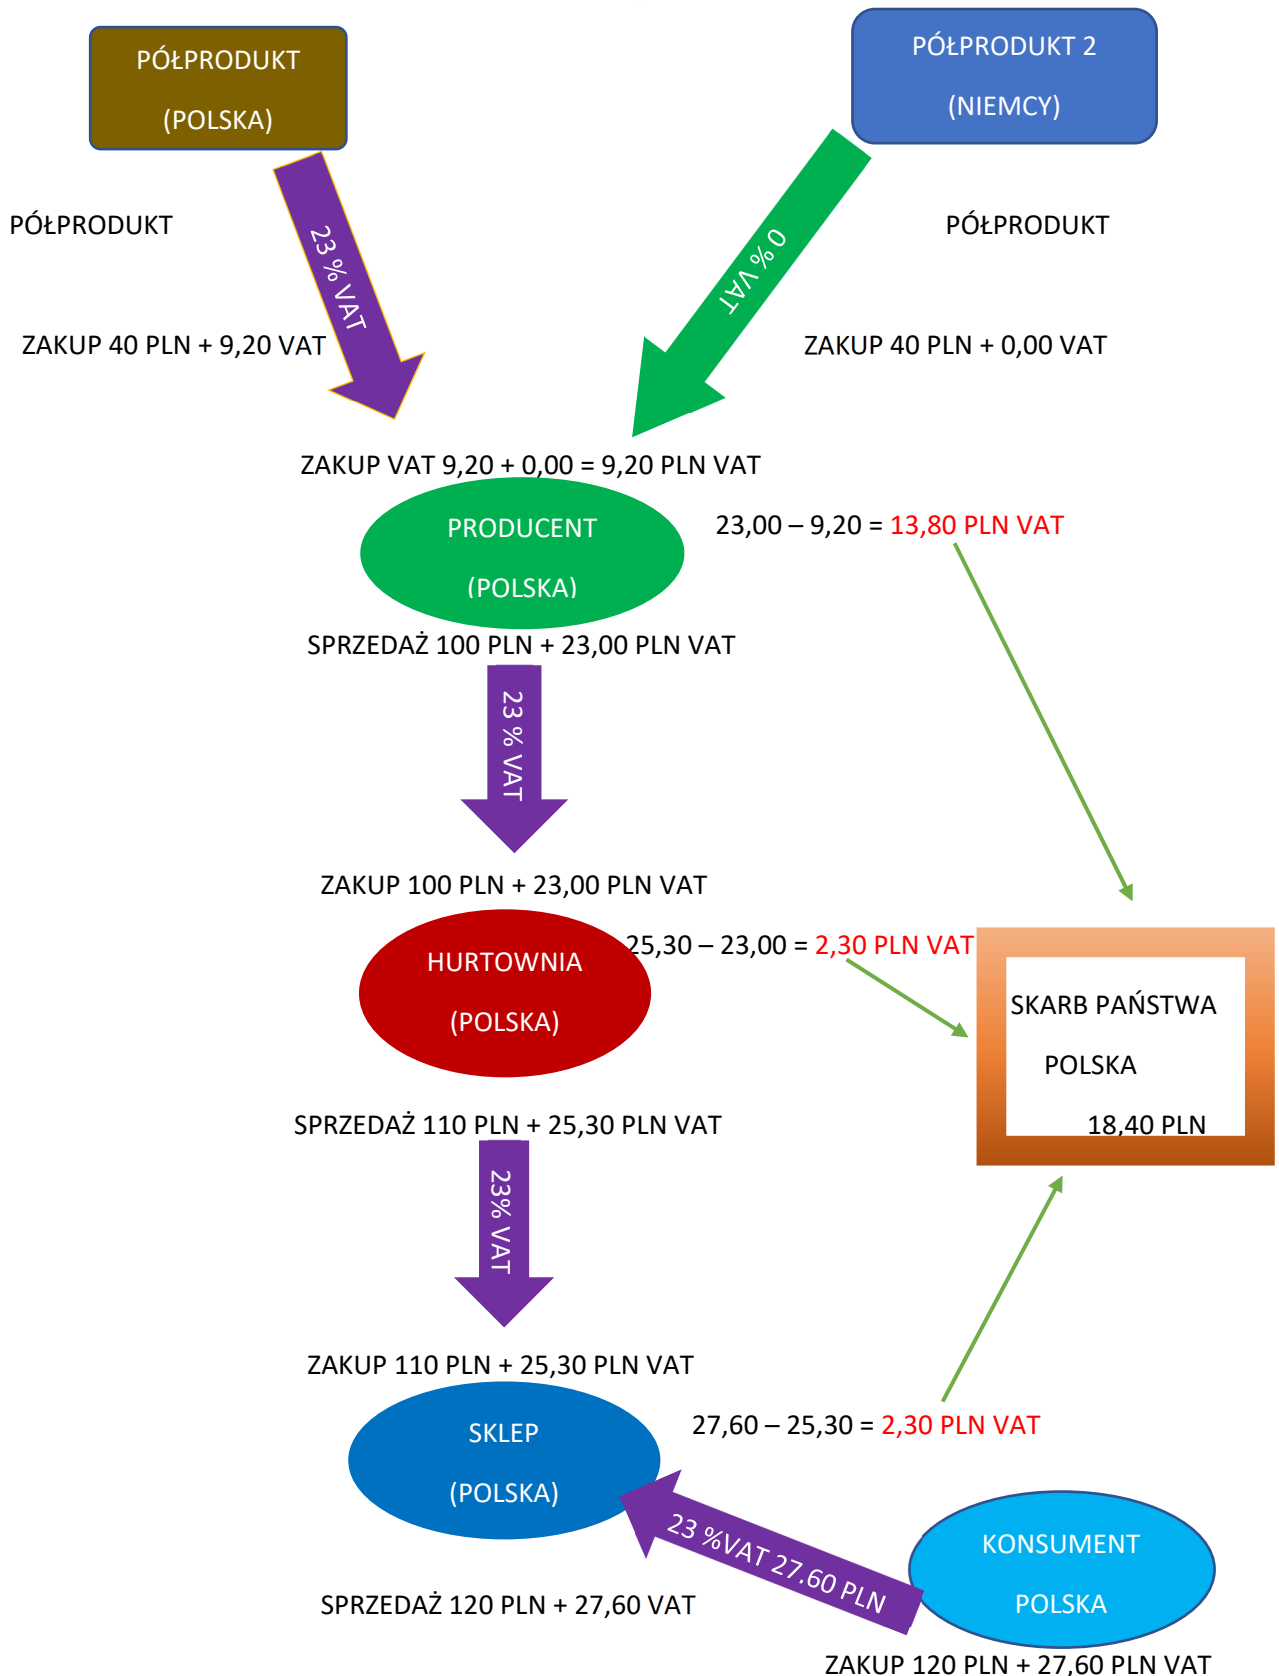 PÓŁPRODUKT
(POLSKA)
PÓŁPRODUKT 2
(NIEMCY)
PÓŁPRODUKT
23 % VAT
0 % VAT
PÓŁPRODUKT
ZAKUP 40 PLN + 9,20 VAT
ZAKUP 40 PLN + 0,00 VAT
ZAKUP VAT 9,20 + 0,00 = 9,20 PLN VAT
PRODUCENT
(POLSKA)
23,00 – 9,20 = 13,80 PLN VAT
SPRZEDAŻ 100 PLN + 23,00 PLN VAT
23 % VAT
ZAKUP 100 PLN + 23,00 PLN VAT
HURTOWNIA
(POLSKA)
25,30 – 23,00 = 2,30 PLN VAT
SKARB PAŃSTWA
POLSKA
18,40 PLN
SPRZEDAŻ 110 PLN + 25,30 PLN VAT
23% VAT
ZAKUP 110 PLN + 25,30 PLN VAT
SKLEP
(POLSKA)
27,60 – 25,30 = 2,30 PLN VAT
23 %VAT 27.60 PLN
KONSUMENT
POLSKA
SPRZEDAŻ 120 PLN + 27,60 VAT
ZAKUP 120 PLN + 27,60 PLN VAT